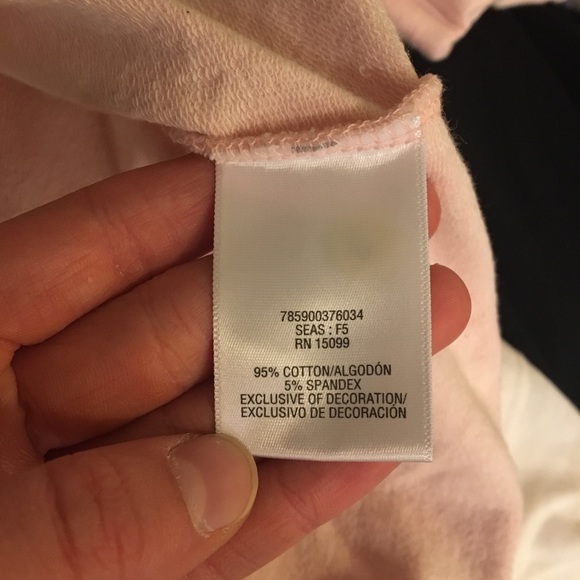 785900376034
SEAS : F5
RN 15099
95% COTTON/ALGODÓN
5% SPANDEX
EXCLUSIVE OF DECORATION/
EXCLUSIVO DE DECORACIÓN